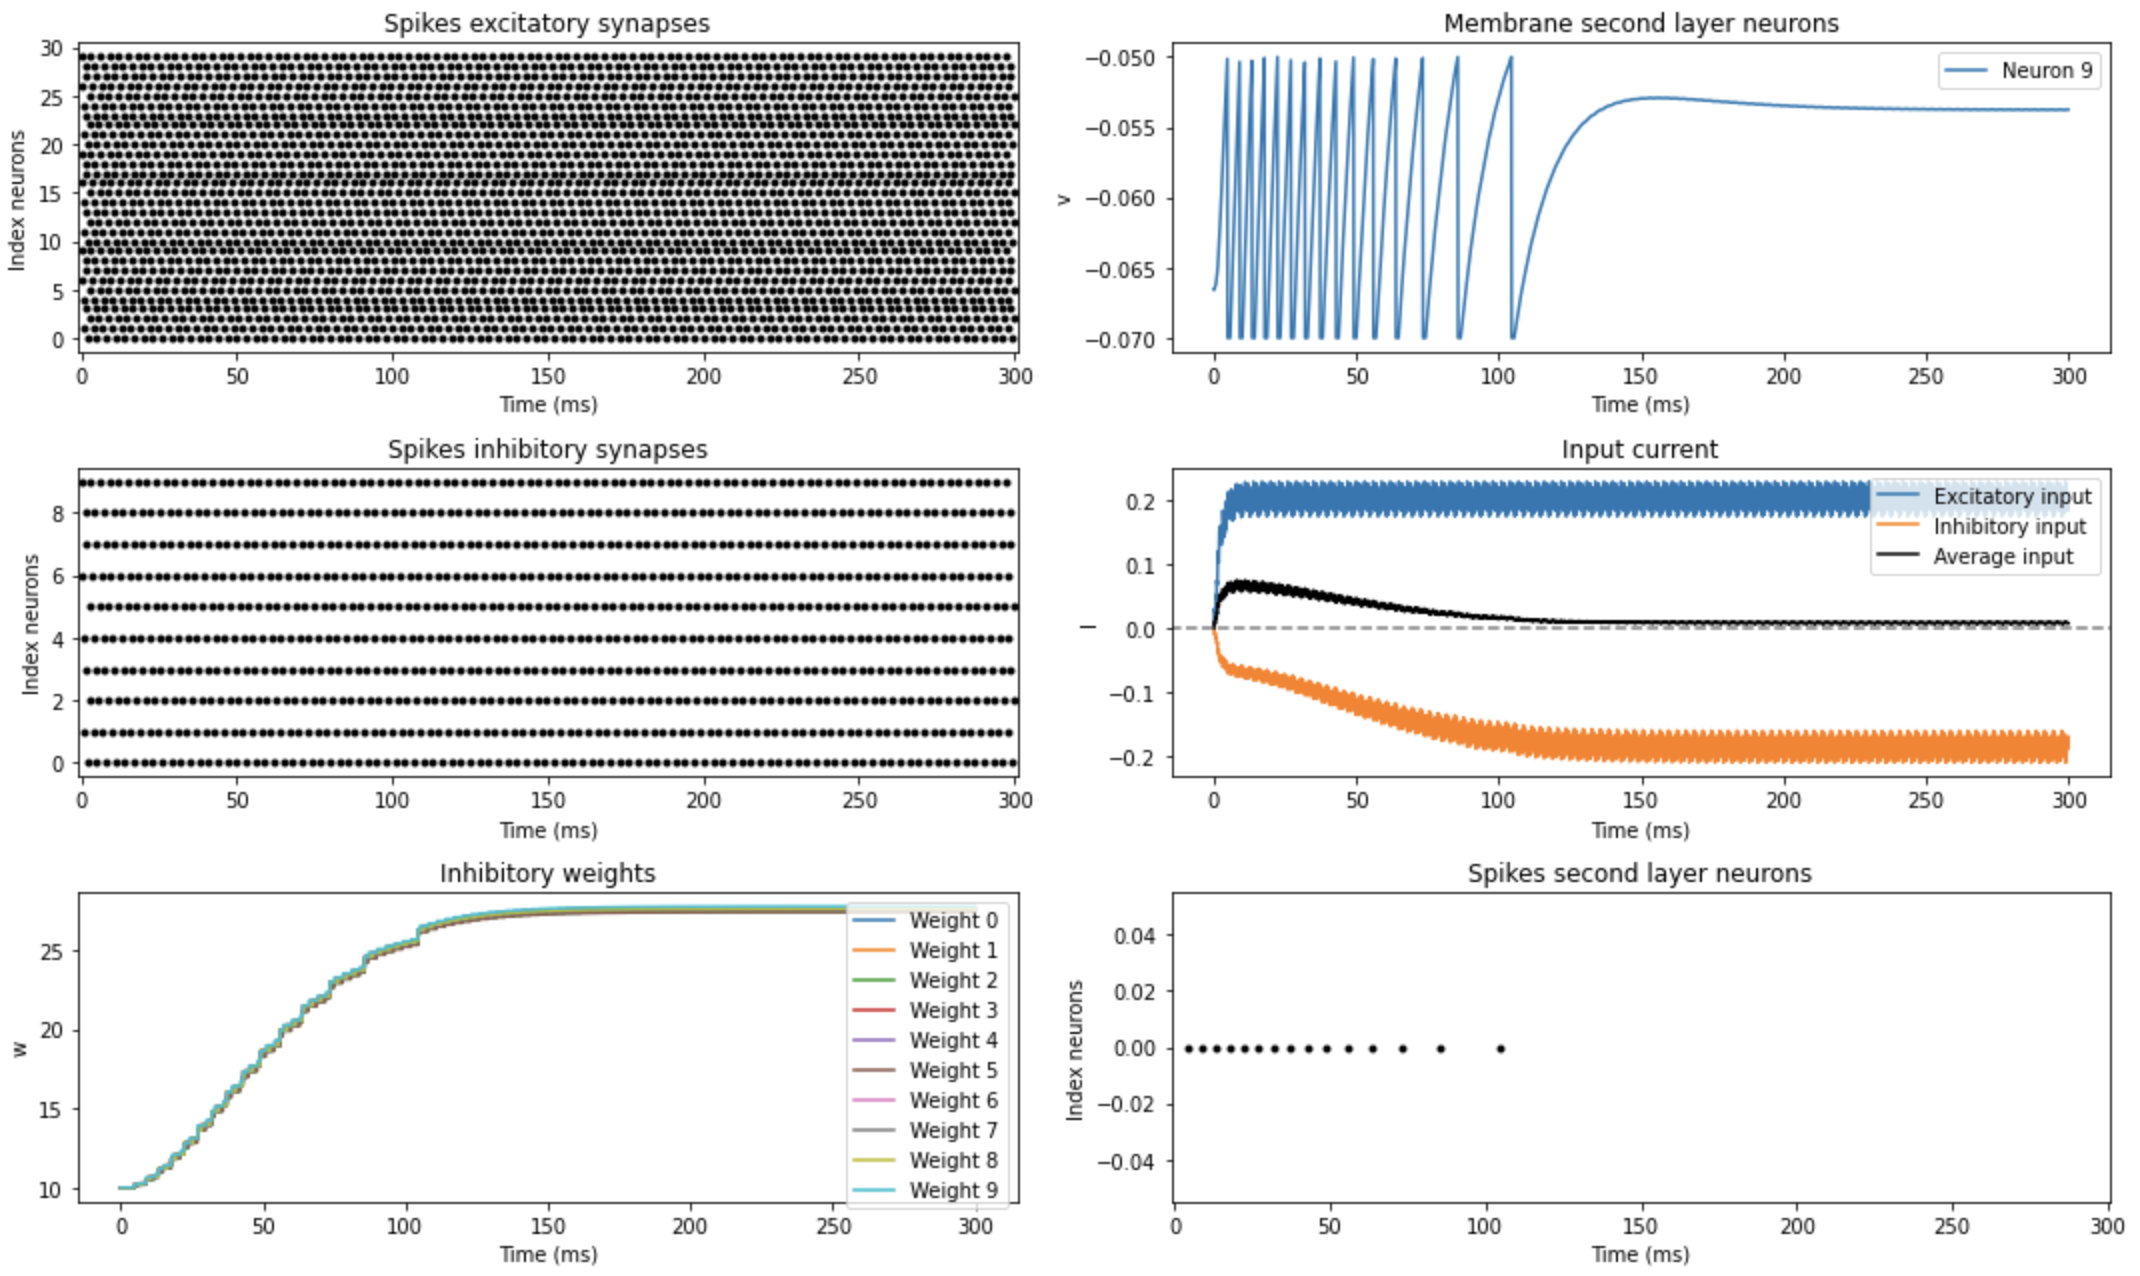 Spikes excitatory synapses
30
25
20
15
10
5
0
Index neurons
0 50 100 150 200 250 300
Time (ms)
Membrane second layer neurons
−0.050
−0.055
−0.060
−0.065
−0.070
v
Neuron 9
0 50 100 150 200 250 300
Time (ms)
Spikes inhibitory synapses
8
6
4
2
0
Index neurons
0 50 100 150 200 250 300
Time (ms)
Input current
0.2
0.1
0.0
−0.1
−0.2
I
Excitatory input
Inhibitory input
Average input
0 50 100 150 200 250 300
Time (ms)
Inhibitory weights
25
20
15
10
w
Weight 0
Weight 1
Weight 2
Weight 3
Weight 4
Weight 5
Weight 6
Weight 7
Weight 8
Weight 9
0 50 100 150 200 250 300
Time (ms)
Spikes second layer neurons
0.04
0.02
0.00
−0.02
−0.04
Index neurons
0 50 100 150 200 250 300
Time (ms)